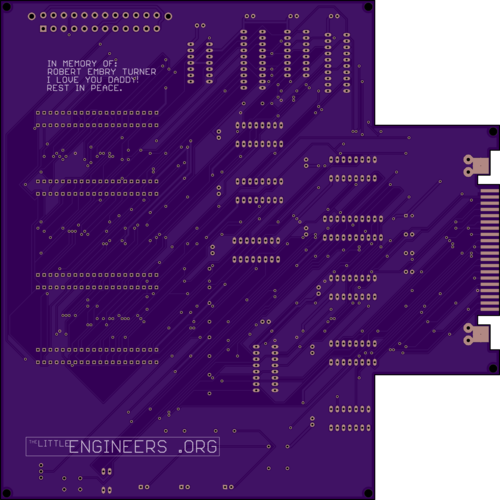 IN MEMORY OF:
ROBERT EMBRY TURNER
I LOVE YOU DADDY!
REST IN PEACE.
THE LITTLE ENGINEERS .ORG